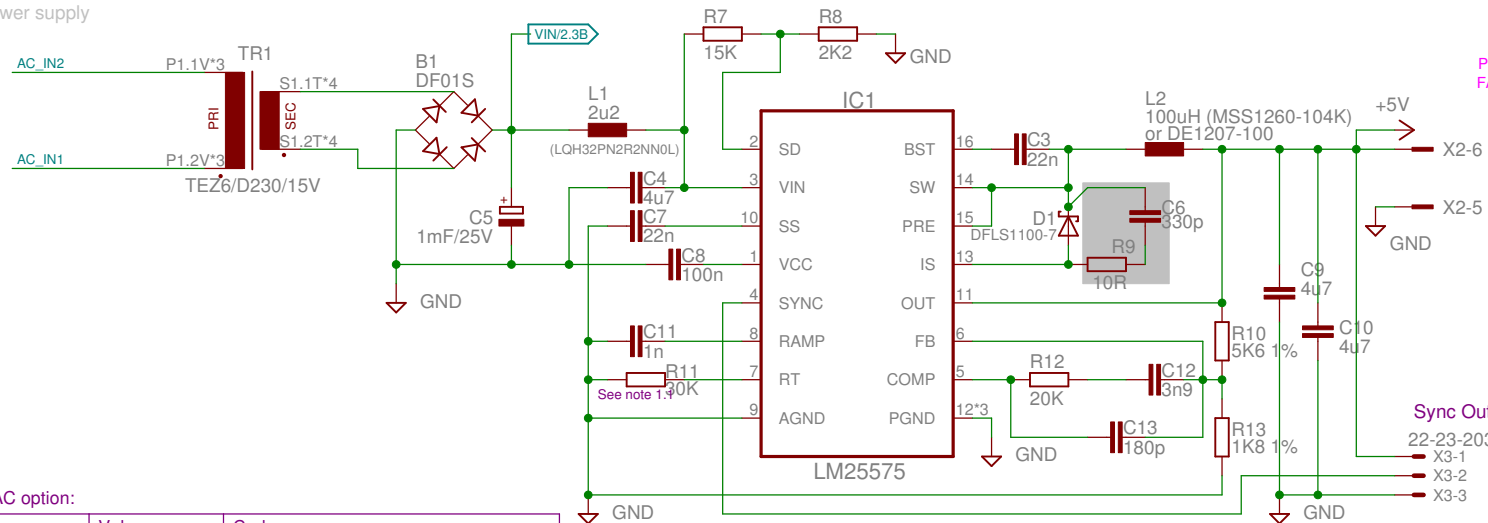 wer supply
VIN/2.3B
R7
15K
R8
2K2
GND
AC_IN2
P1.1V*3
TR1
S1.1T*4
PRI
SEC
S1.2T*4
AC_IN1
P1.2V*3
TEZ6/D230/15V
B1
DF01S
L1
2u2
(LQH32PN2R2NN0L)
C5
+
1mF/25V
GND
C4
4u7
C7
22n
C8
100n
C11
1n
R11
30K
See note 1.1
GND
IC1
2 SD
3 VIN
10 SS
1 VCC
4 SYNC
8 RAMP
7 RT
9 AGND
BST 16
SW 14
PRE 15
IS 13
OUT 11
FB 6
COMP 5
PGND 12*3
LM25575
C3
22n
L2
100uH (MSS1260-104K)
or DE1207-100
D1
DFLS1100-7
C6
330p
R9
10R
R12
20K
C12
3n9
C13
180p
GND
R10
5K6 1%
R13
1K8 1%
C9
4u7
C10
4u7
+5V
X2-6
X2-5
GND
P
FA
Sync Out
22-23-203
X3-1
X3-2
X3-3
GND
AC option: